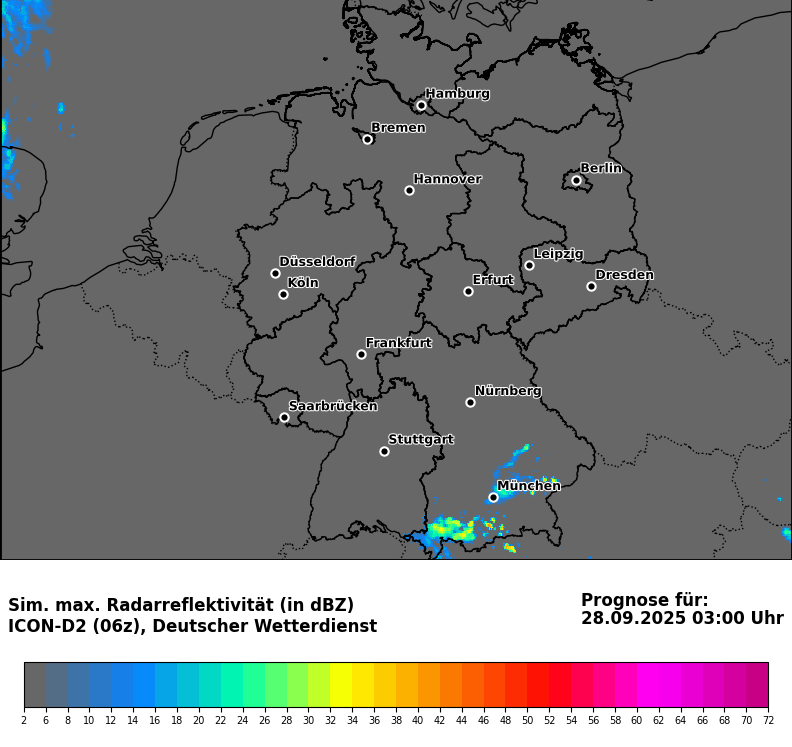 Hamburg
Bremen
Berlin
Hannover
Leipzig
Düsseldorf
Dresden
Erfurt
Köln
Frankfurt
Nürnberg
Saarbrücken
Stuttgart
München
Sim. max. Radarreflektivität (in dBZ)
ICON-D2 (06z), Deutscher Wetterdienst
Prognose für:
28.09.2025 03:00 Uhr
2 6 8 10 12 14 16 18 20 22 24 26 28 30 32 34 36 38 40 42 44 46 48 50 52 54 56 58 60 62 64 66 68 70 72